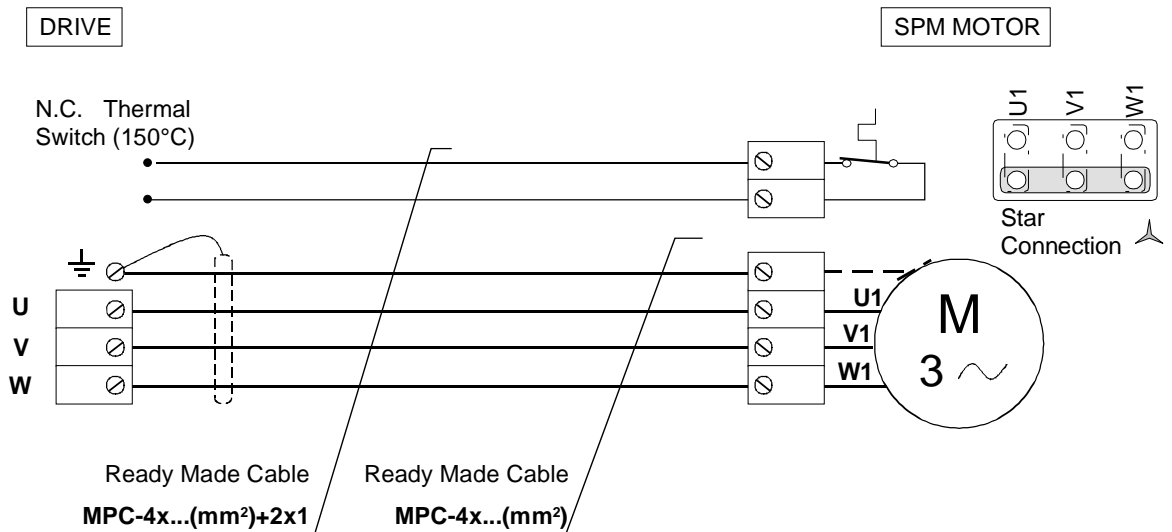 DRIVE
SPM MOTOR
N.C. Thermal
Switch (150°C)
U1
V1
W1
Star
Connection
U
V
W
U1
V1
W1
M
3
Ready Made Cable
MPC-4x...(mm²)+2x1
Ready Made Cable
MPC-4x...(mm²)